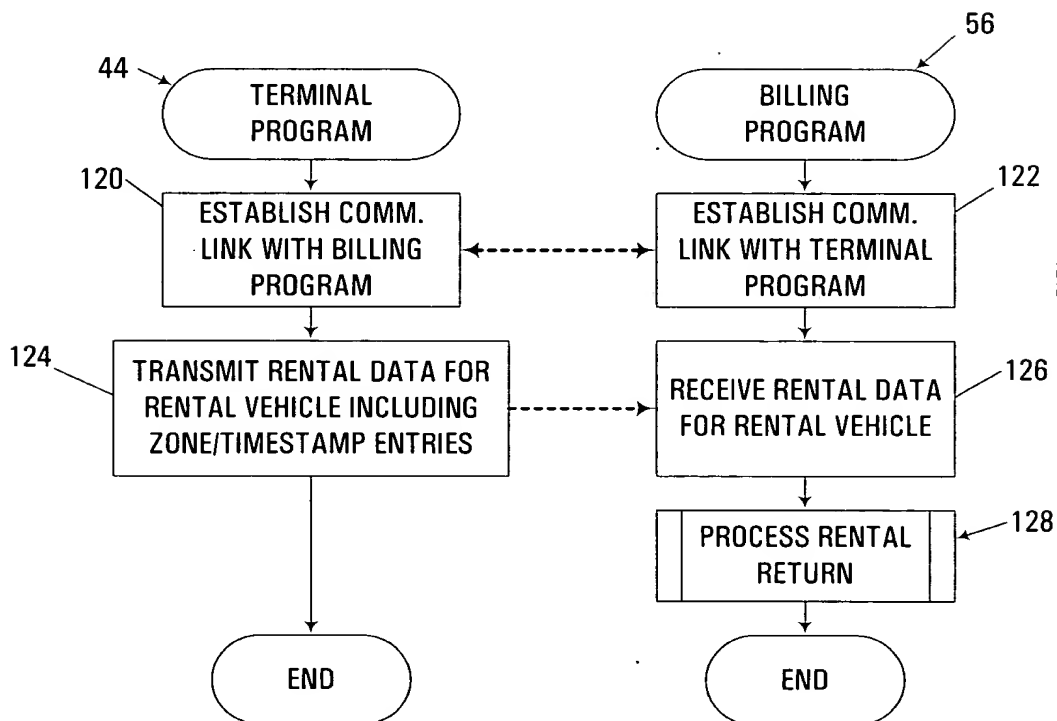 56
44
TERMINAL
PROGRAM
BILLING
PROGRAM
120
ESTABLISH COMM.
LINK WITH BILLING
PROGRAM
122
ESTABLISH COMM.
LINK WITH TERMINAL
PROGRAM
124
TRANSMIT RENTAL DATA FOR
RENTAL VEHICLE INCLUDING
ZONE/TIMESTAMP ENTRIES
126
RECEIVE RENTAL DATA
FOR RENTAL VEHICLE
128
PROCESS RENTAL
RETURN
END
END